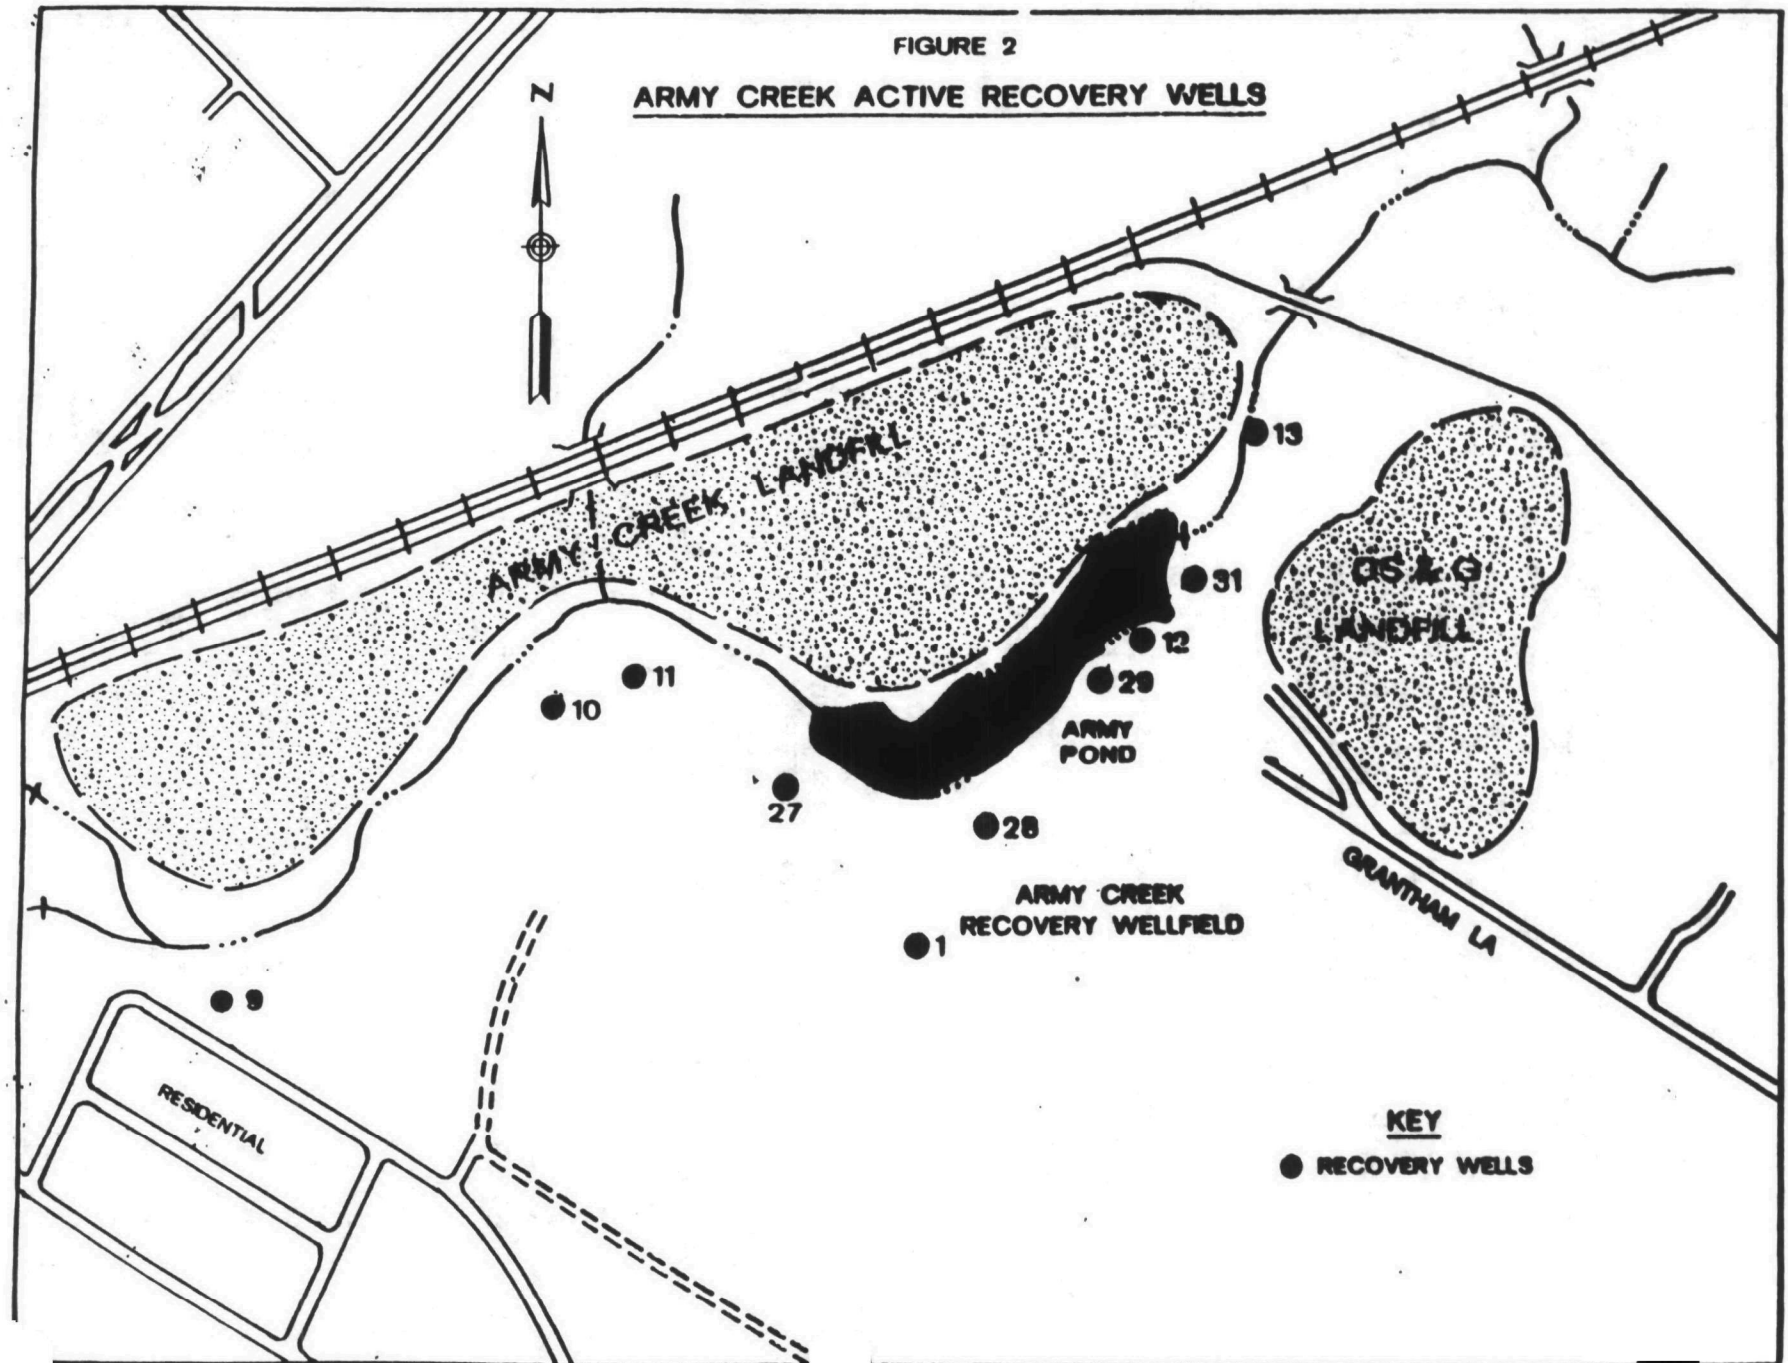 FIGURE 2
ARMY CREEK ACTIVE RECOVERY WELLS
N
ARMY CREEK LANDFILL
13
31
12
29
11
10
ARMY
POND
27
28
DS & G
LANDFILL
GRANTHAM LA
ARMY CREEK
RECOVERY WELLFIELD
1
9
RESIDENTIAL
KEY
RECOVERY WELLS